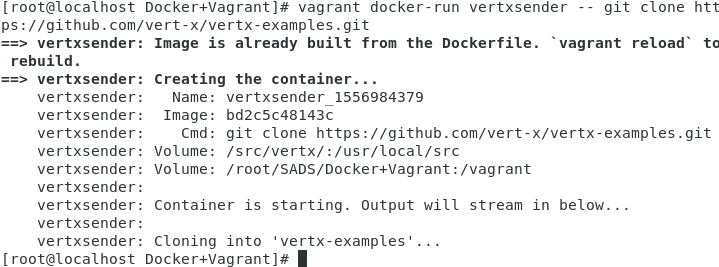 [root@localhost Docker+Vagrant]# vagrant docker-run vertxsender -- git clone htt
ps://github.com/vert-x/vertx-examples.git
==> vertxsender: Image is already built from the Dockerfile. `vagrant reload` to
 rebuild.
==> vertxsender: Creating the container...
    vertxsender:   Name: vertxsender_1556984379
    vertxsender:  Image: bd2c5c48143c
    vertxsender:    Cmd: git clone https://github.com/vert-x/vertx-examples.git
    vertxsender: Volume: /src/vertx/:/usr/local/src
    vertxsender: Volume: /root/SADS/Docker+Vagrant:/vagrant
    vertxsender:
    vertxsender: Container is starting. Output will stream in below...
    vertxsender:
    vertxsender: Cloning into 'vertx-examples'...
[root@localhost Docker+Vagrant]#